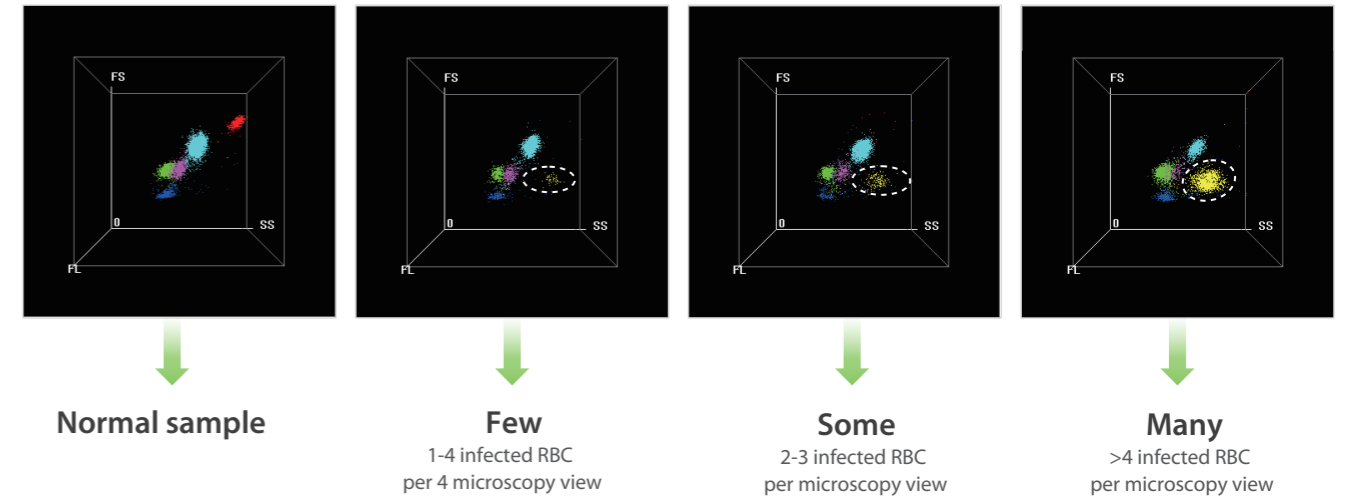 FS
0
SS
FL
FS
0
SS
FL
FS
0
SS
FL
FS
0
SS
FL
Normal sample
Few
1-4 infected RBC
per 4 microscopy view
Some
2-3 infected RBC
per microscopy view
Many
>4 infected RBC
per microscopy view